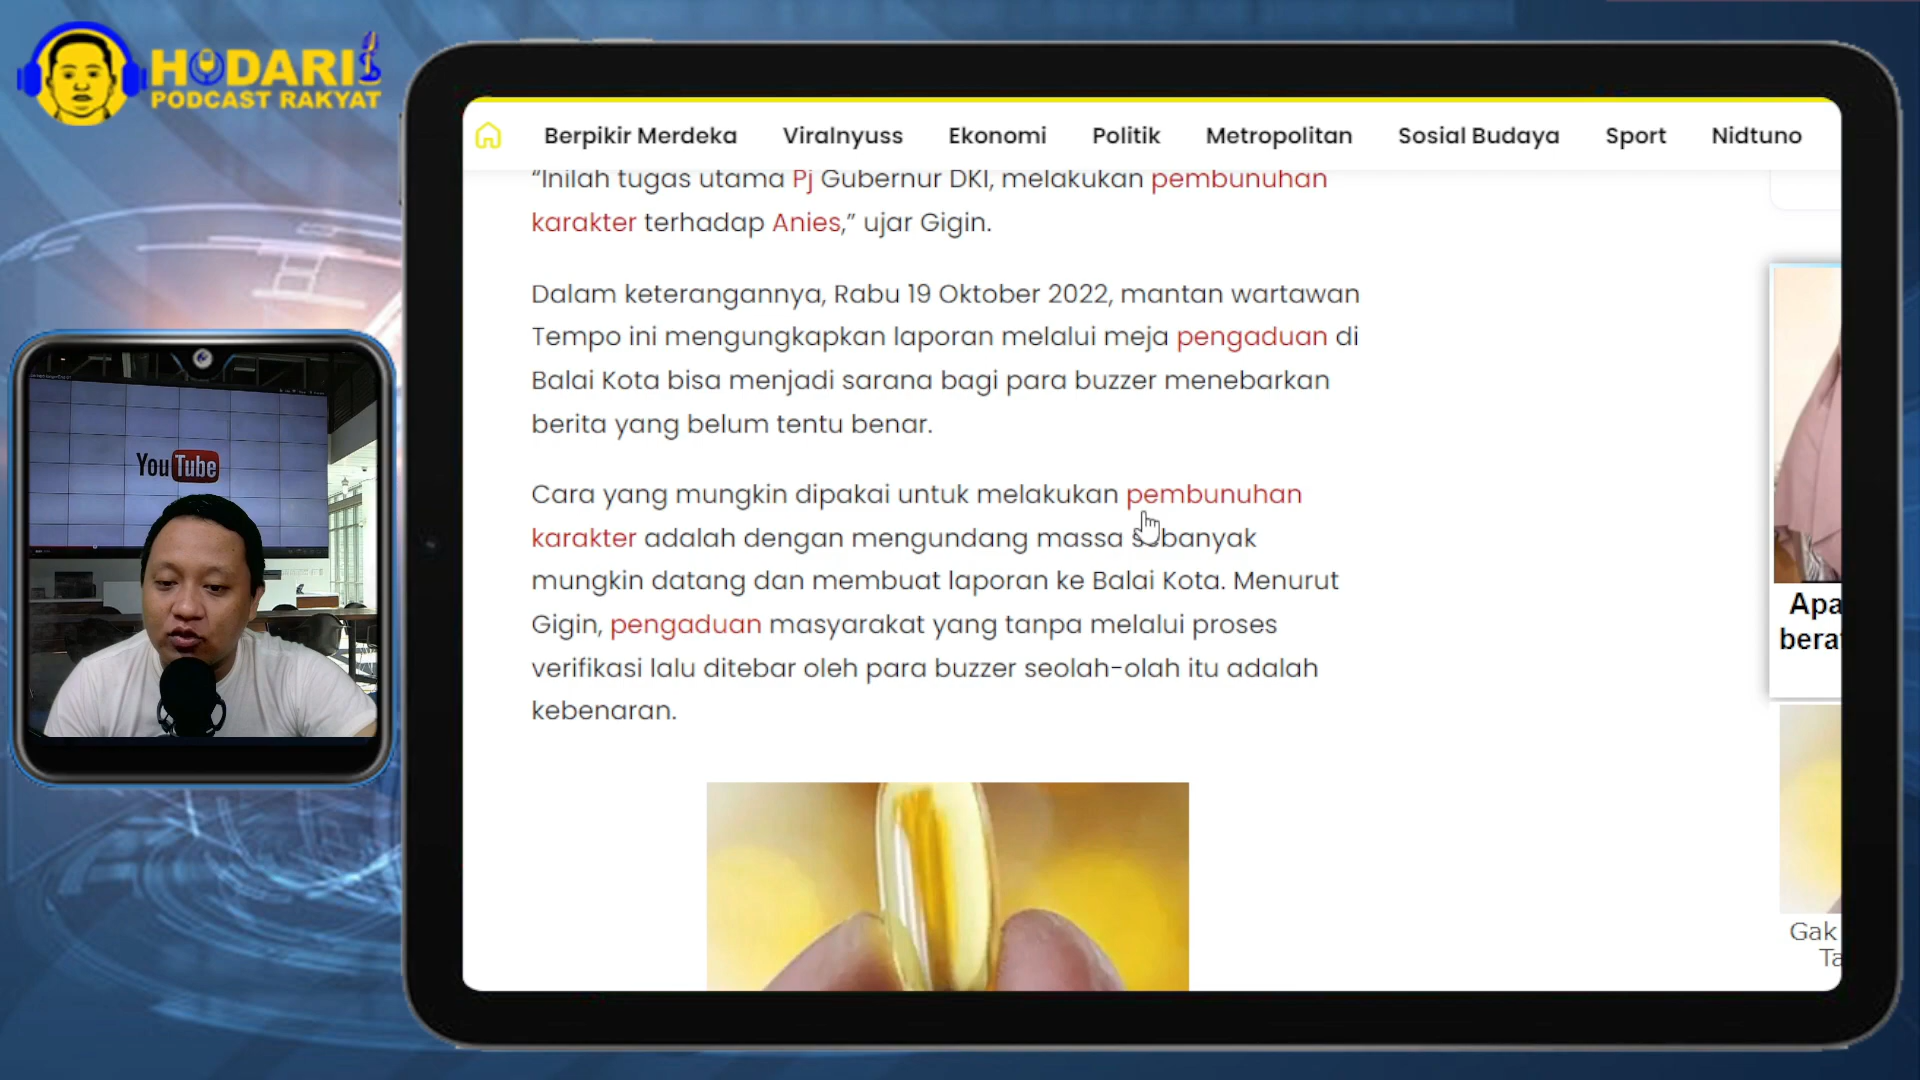 HODARI
PODCAST RAKYAT
YouTube
Berpikir Merdeka Viralnyuss Ekonomi Politik Metropolitan Sosial Budaya Sport Nidtuno
“Inilah tugas utama Pj Gubernur DKI, melakukan pembunuhan
karakter terhadap Anies,” ujar Gigin.
Dalam keterangannya, Rabu 19 Oktober 2022, mantan wartawan
Tempo ini mengungkapkan laporan melalui meja pengaduan di
Balai Kota bisa menjadi sarana bagi para buzzer menebarkan
berita yang belum tentu benar.
Cara yang mungkin dipakai untuk melakukan pembunuhan
karakter adalah dengan mengundang massa sebanyak
mungkin datang dan membuat laporan ke Balai Kota. Menurut
Gigin, pengaduan masyarakat yang tanpa melalui proses
verifikasi lalu ditebar oleh para buzzer seolah-olah itu adalah
kebenaran.
Apa
bera
Gak
Ta